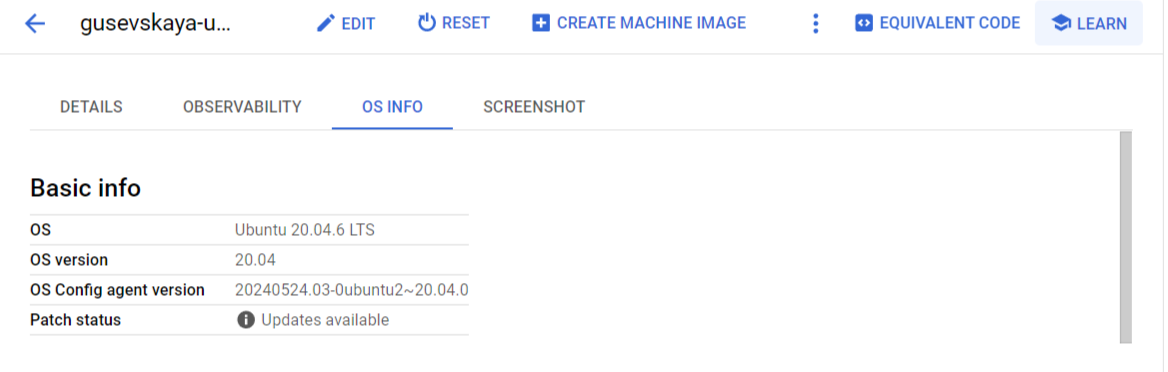 gusevskaya-u... EDIT RESET CREATE MACHINE IMAGE EQUIVALENT CODE LEARN
DETAILS OBSERVABILITY OS INFO SCREENSHOT
Basic info
OS Ubuntu 20.04.6 LTS
OS version 20.04
OS Config agent version 20240524.03-0ubuntu2~20.04.0
Patch status Updates available